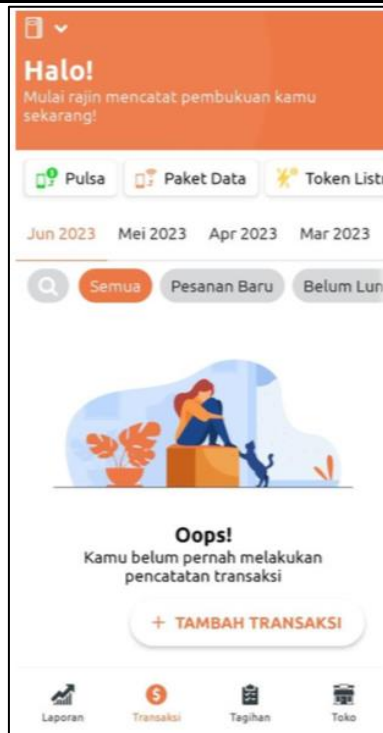 Halo!
Mulai rajin mencatat pembukuan kamu
sekarang!
Pulsa Paket Data Token Listr
Jun 2023 Mei 2023 Apr 2023 Mar 2023
Semua Pesanan Baru Belum Lun
Oops!
Kamu belum pernah melakukan
pencatatan transaksi
+ TAMBAH TRANSAKSI
Laporan Transaksi Tagihan Toko